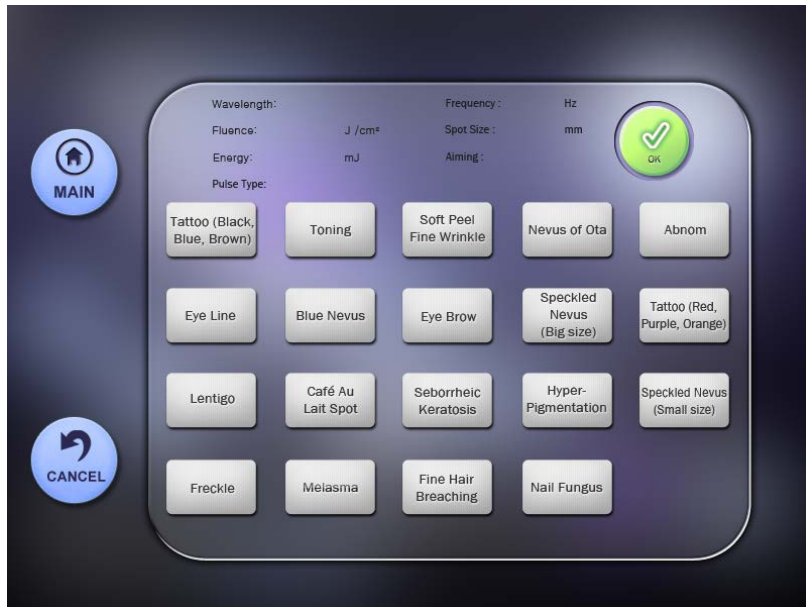 Wavelength:
Frequency : Hz
Fluence: J /cm²
Spot Size : mm
Energy: mJ
Aiming :
OK
Pulse Type:
MAIN
Tattoo (Black,
Blue, Brown)
Toning
Soft Peel
Fine Wrinkle
Nevus of Ota
Abnom
Eye Line
Blue Nevus
Eye Brow
Speckled
Nevus
(Big size)
Tattoo (Red,
Purple, Orange)
Lentigo
Café Au
Lait Spot
Seborrheic
Keratosis
Hyper-
Pigmentation
Speckled Nevus
(Small size)
CANCEL
Freckle
Melasma
Fine Hair
Breaching
Nail Fungus